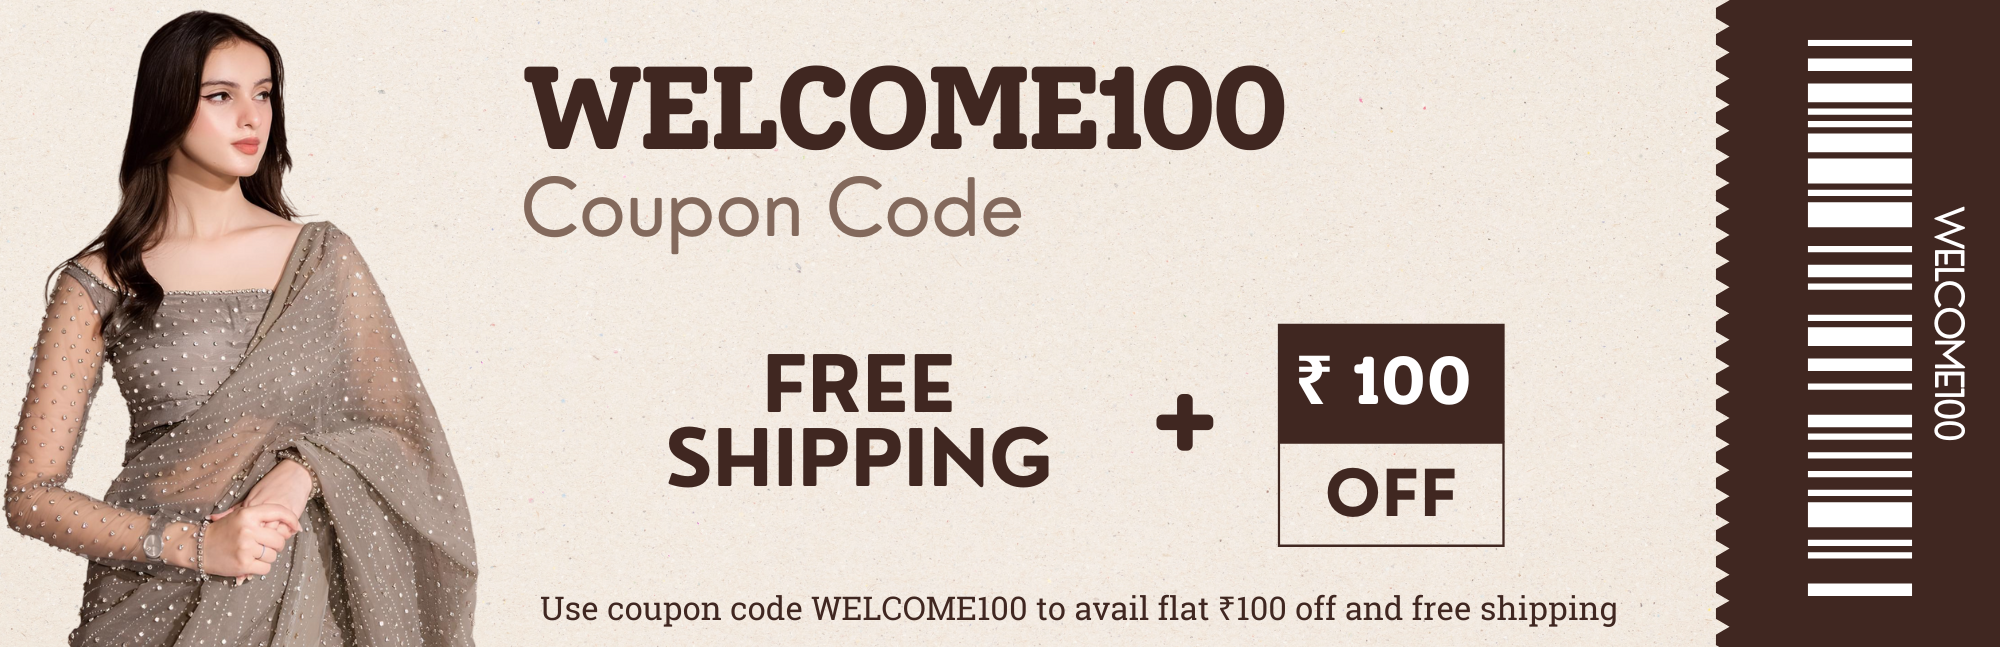 WELCOME100
Coupon Code
FREE
SHIPPING
+
₹ 100
OFF
Use coupon code WELCOME100 to avail flat ₹100 off and free shipping
WELCOME100